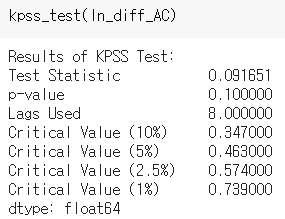 kpss_test(ln_diff_AC)
Results of KPSS Test:
Test Statistic 0.091651
p-value 0.100000
Lags Used 8.000000
Critical Value (10%) 0.347000
Critical Value (5%) 0.463000
Critical Value (2.5%) 0.574000
Critical Value (1%) 0.739000
dtype: float64